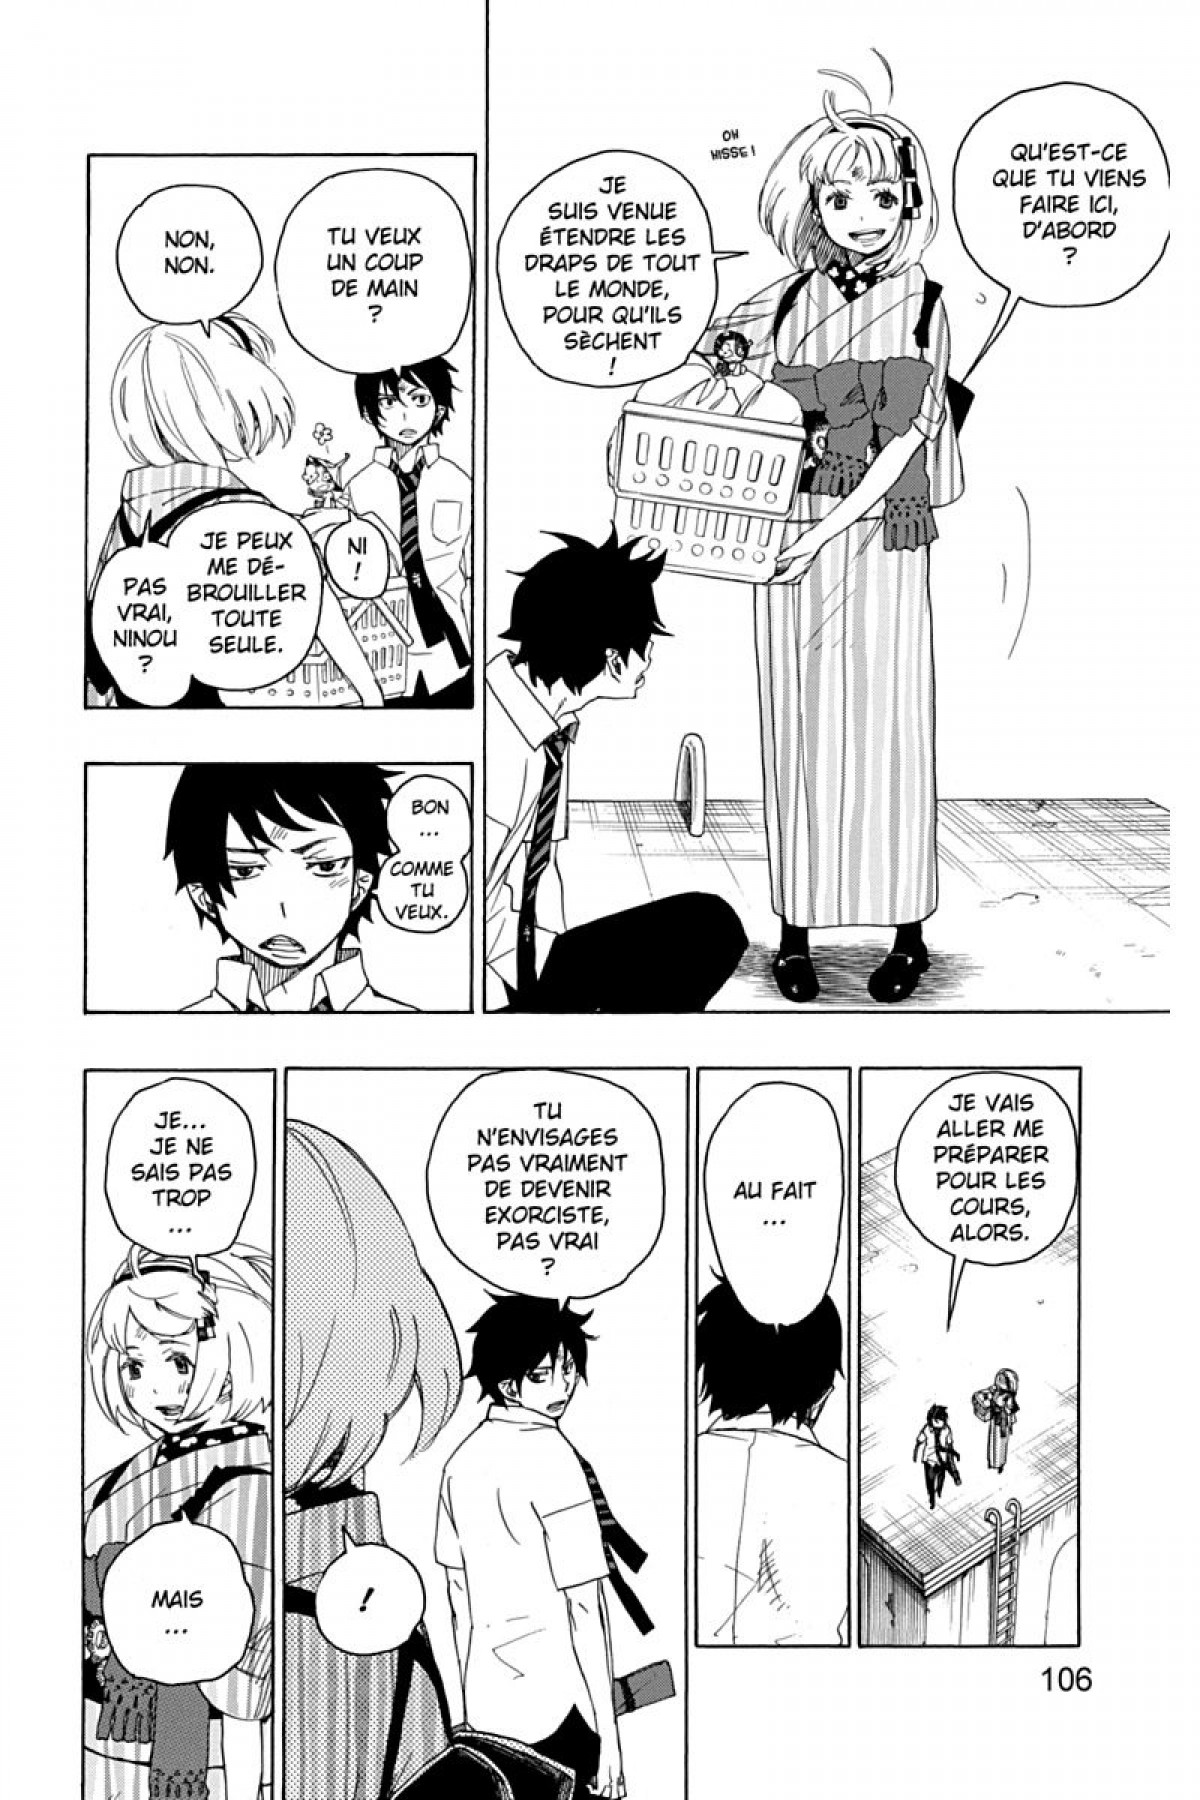 QU'EST-CE
QUE TU VIENS
FAIRE ICI,
D'ABORD
?
OH
HISSE !
JE
SUIS VENUE
ÉTENDRE LES
DRAPS DE TOUT
LE MONDE,
POUR QU'ILS
SÈCHENT
!
TU VEUX
UN COUP
DE MAIN
?
NON,
NON.
JE PEUX
ME DÉ-
BROUILLER
TOUTE
SEULE.
PAS
VRAI,
NINOU
?
NI
!
BON
...
COMME
TU
VEUX.
JE VAIS
ALLER ME
PRÉPARER
POUR LES
COURS,
ALORS.
AU FAIT
...
TU
N'ENVISAGES
PAS VRAIMENT
DE DEVENIR
EXORCISTE,
PAS VRAI
?
!
JE...
JE NE
SAIS PAS
TROP
...
MAIS
...
106